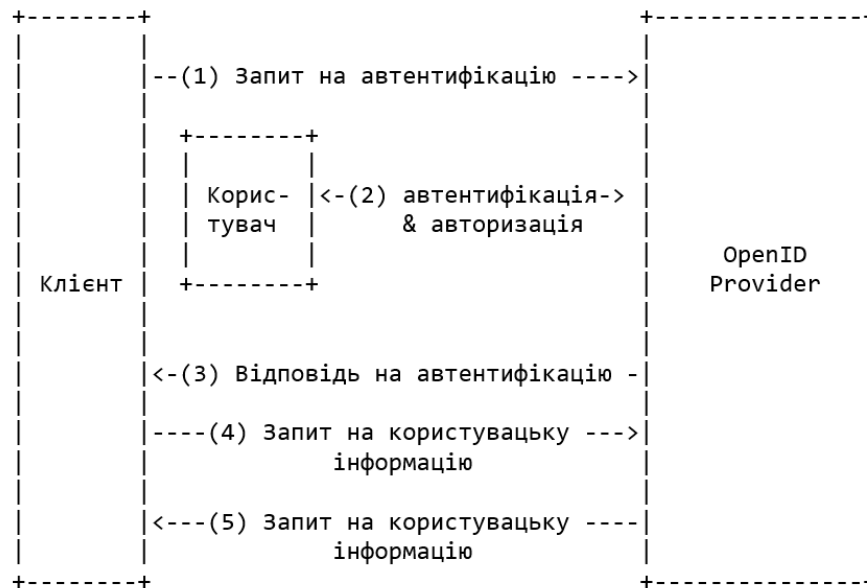 (1) Запит на автентифікацію
Корис-
тувач
(2) автентифікація
& авторизація
Клієнт
OpenID
Provider
(3) Відповідь на автентифікацію
(4) Запит на користувацьку
інформацію
(5) Запит на користувацьку
інформацію